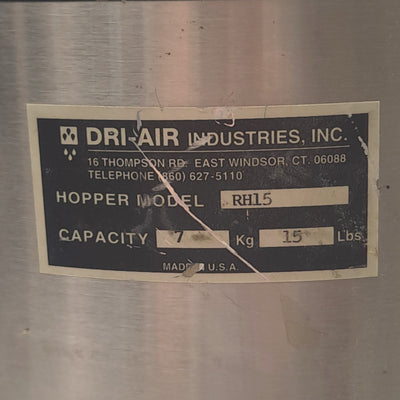 DRI-AIR INDUSTRIES, INC.
16 THOMPSON RD. EAST WINDSOR, CT. 06088
TELEPHONE (860) 627-5110
HOPPER MODEL RH15
CAPACITY 7 Kg 15 Lbs
MADE IN U.S.A.